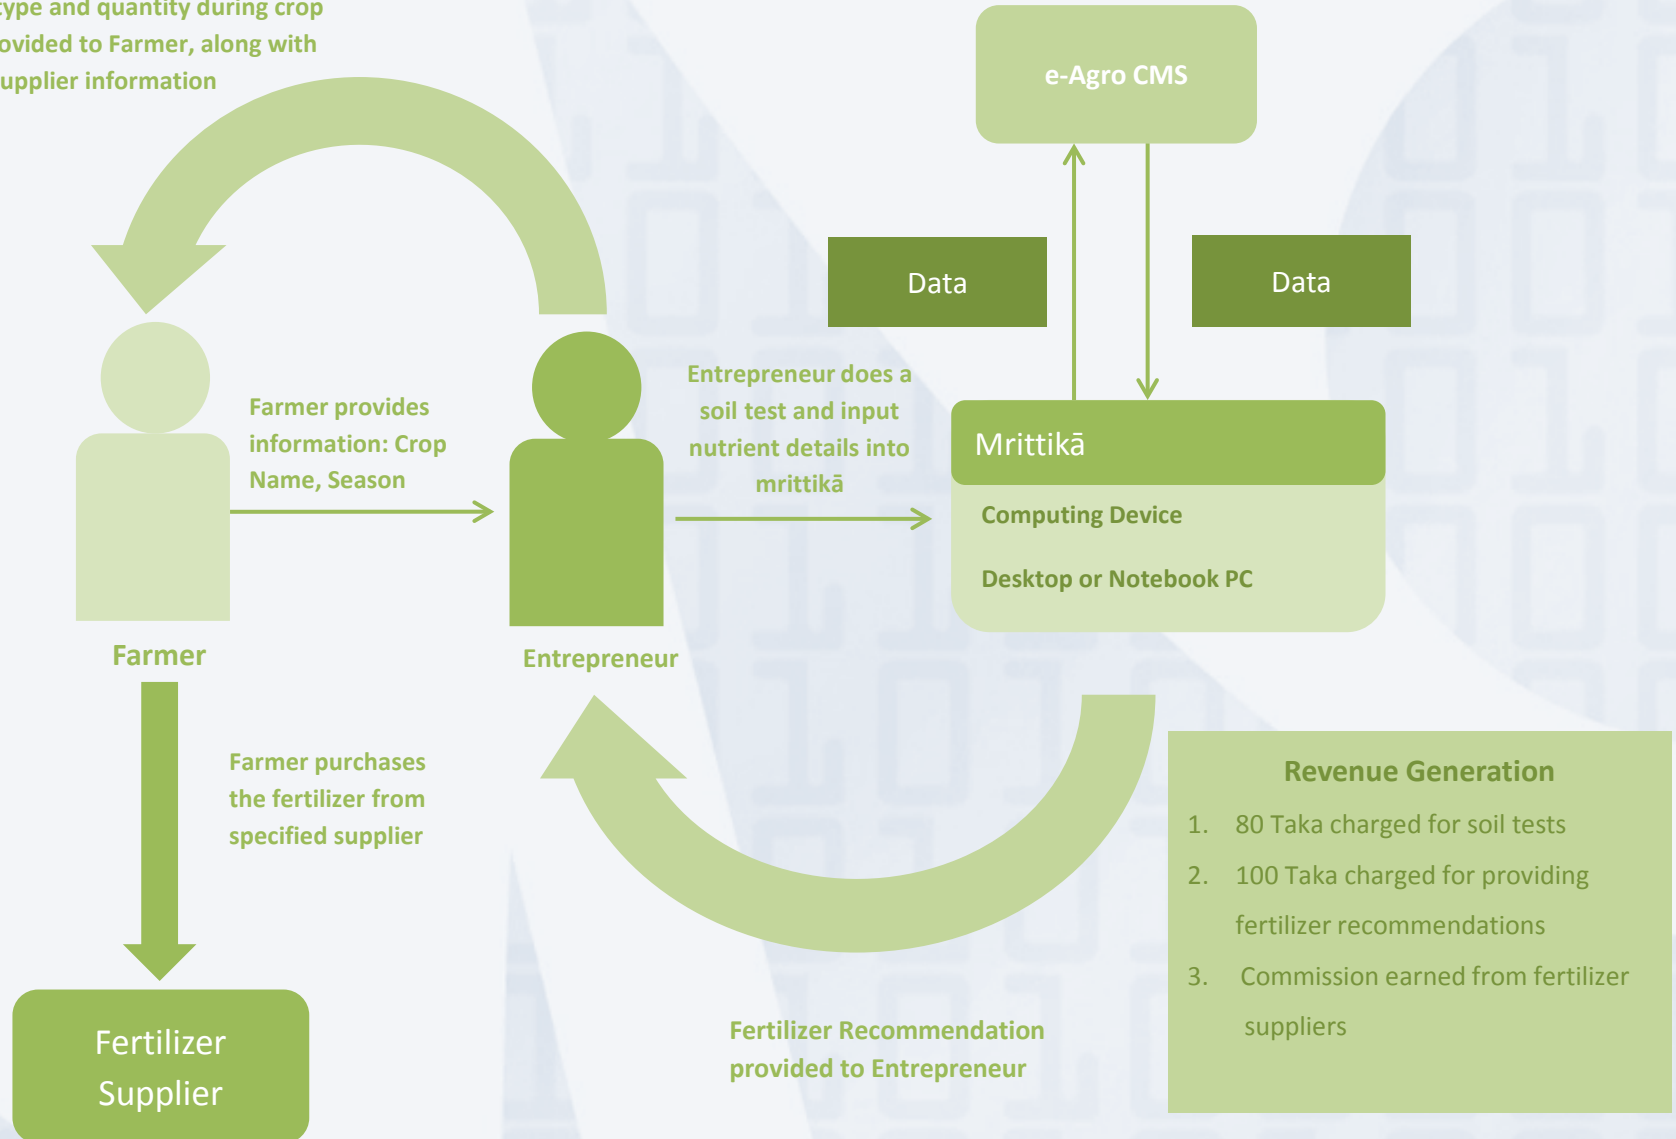 type and quantity during crop
ovided to Farmer, along with
upplier information
e-Agro CMS
Data
Data
Farmer provides
information: Crop
Name, Season
Entrepreneur does a
soil test and input
nutrient details into
mrittikā
Mrittikā
Computing Device
Desktop or Notebook PC
Farmer
Entrepreneur
Farmer purchases
the fertilizer from
specified supplier
Revenue Generation
1. 80 Taka charged for soil tests
2. 100 Taka charged for providing
fertilizer recommendations
3. Commission earned from fertilizer
suppliers
Fertilizer Recommendation
provided to Entrepreneur
Fertilizer
Supplier